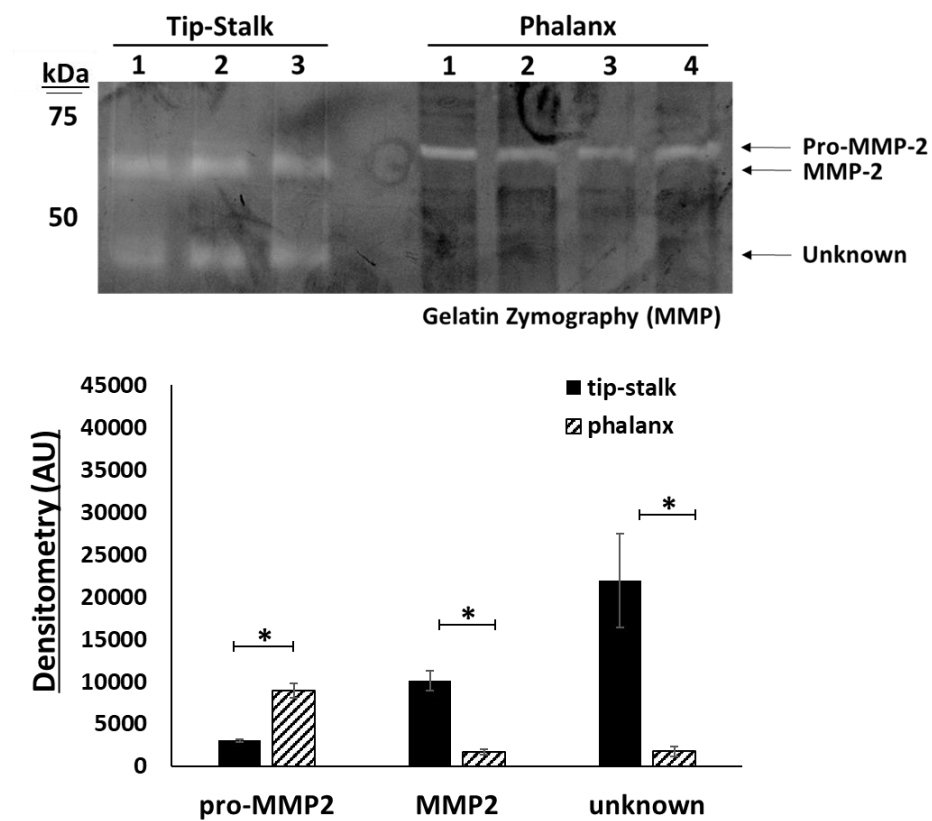 Tip-Stalk Phalanx
kDa 1 2 3 1 2 3 4
75
Pro-MMP-2
MMP-2
50
Unknown
Gelatin Zymography (MMP)
Densitometry (AU)
45000
40000
35000
30000
25000
20000
15000
10000
5000
0
tip-stalk
phalanx
*
*
*
pro-MMP2 MMP2 unknown